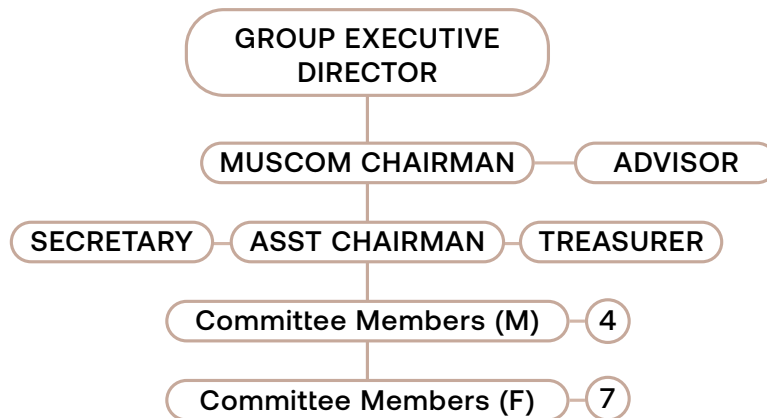 GROUP EXECUTIVE
DIRECTOR
MUSCOM CHAIRMAN
ADVISOR
SECRETARY
ASST CHAIRMAN
TREASURER
Committee Members (M)
4
Committee Members (F)
7